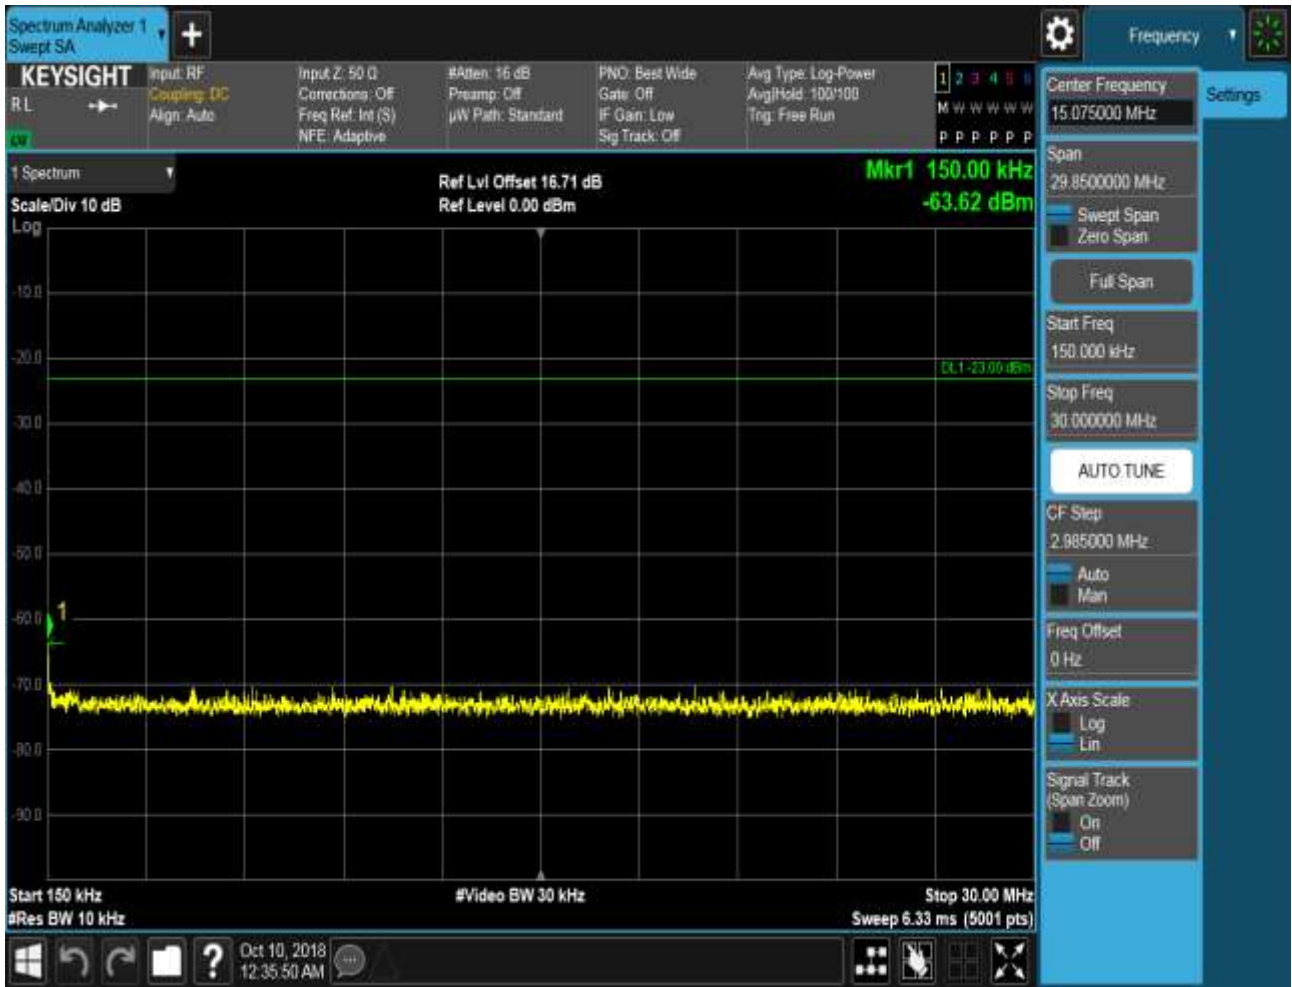 Spectrum Analyzer 1
Swept SA
+
Frequency
KEYSIGHT
RL
LXI
Input: RF
Coupling: DC
Align: Auto
Input Z: 50 Ω
Corrections: Off
Freq Ref: Int (S)
NFE: Adaptive
#Atten: 16 dB
Preamp: Off
µW Path: Standard
PNO: Best Wide
Gate: Off
IF Gain: Low
Sig Track: Off
Avg Type: Log-Power
Avg|Hold: 100/100
Trig: Free Run
1 2 3 4 5 6
M W W W W W
P P P P P P
1 Spectrum
Scale/Div 10 dB
Log
Ref Lvl Offset 16.71 dB
Ref Level 0.00 dBm
Mkr1 150.00 kHz
-63.62 dBm
-10.0
-20.0
DL1 -23.00 dBm
-30.0
-40.0
-50.0
-60.0
1
-70.0
-80.0
-90.0
Start 150 kHz
#Res BW 10 kHz
#Video BW 30 kHz
Stop 30.00 MHz
Sweep 6.33 ms (5001 pts)
?
Oct 10, 2018
12:35:50 AM
Center Frequency
15.075000 MHz
Settings
Span
29.8500000 MHz
Swept Span
Zero Span
Full Span
Start Freq
150.000 kHz
Stop Freq
30.000000 MHz
AUTO TUNE
CF Step
2.985000 MHz
Auto
Man
Freq Offset
0 Hz
X Axis Scale
Log
Lin
Signal Track
(Span Zoom)
On
Off